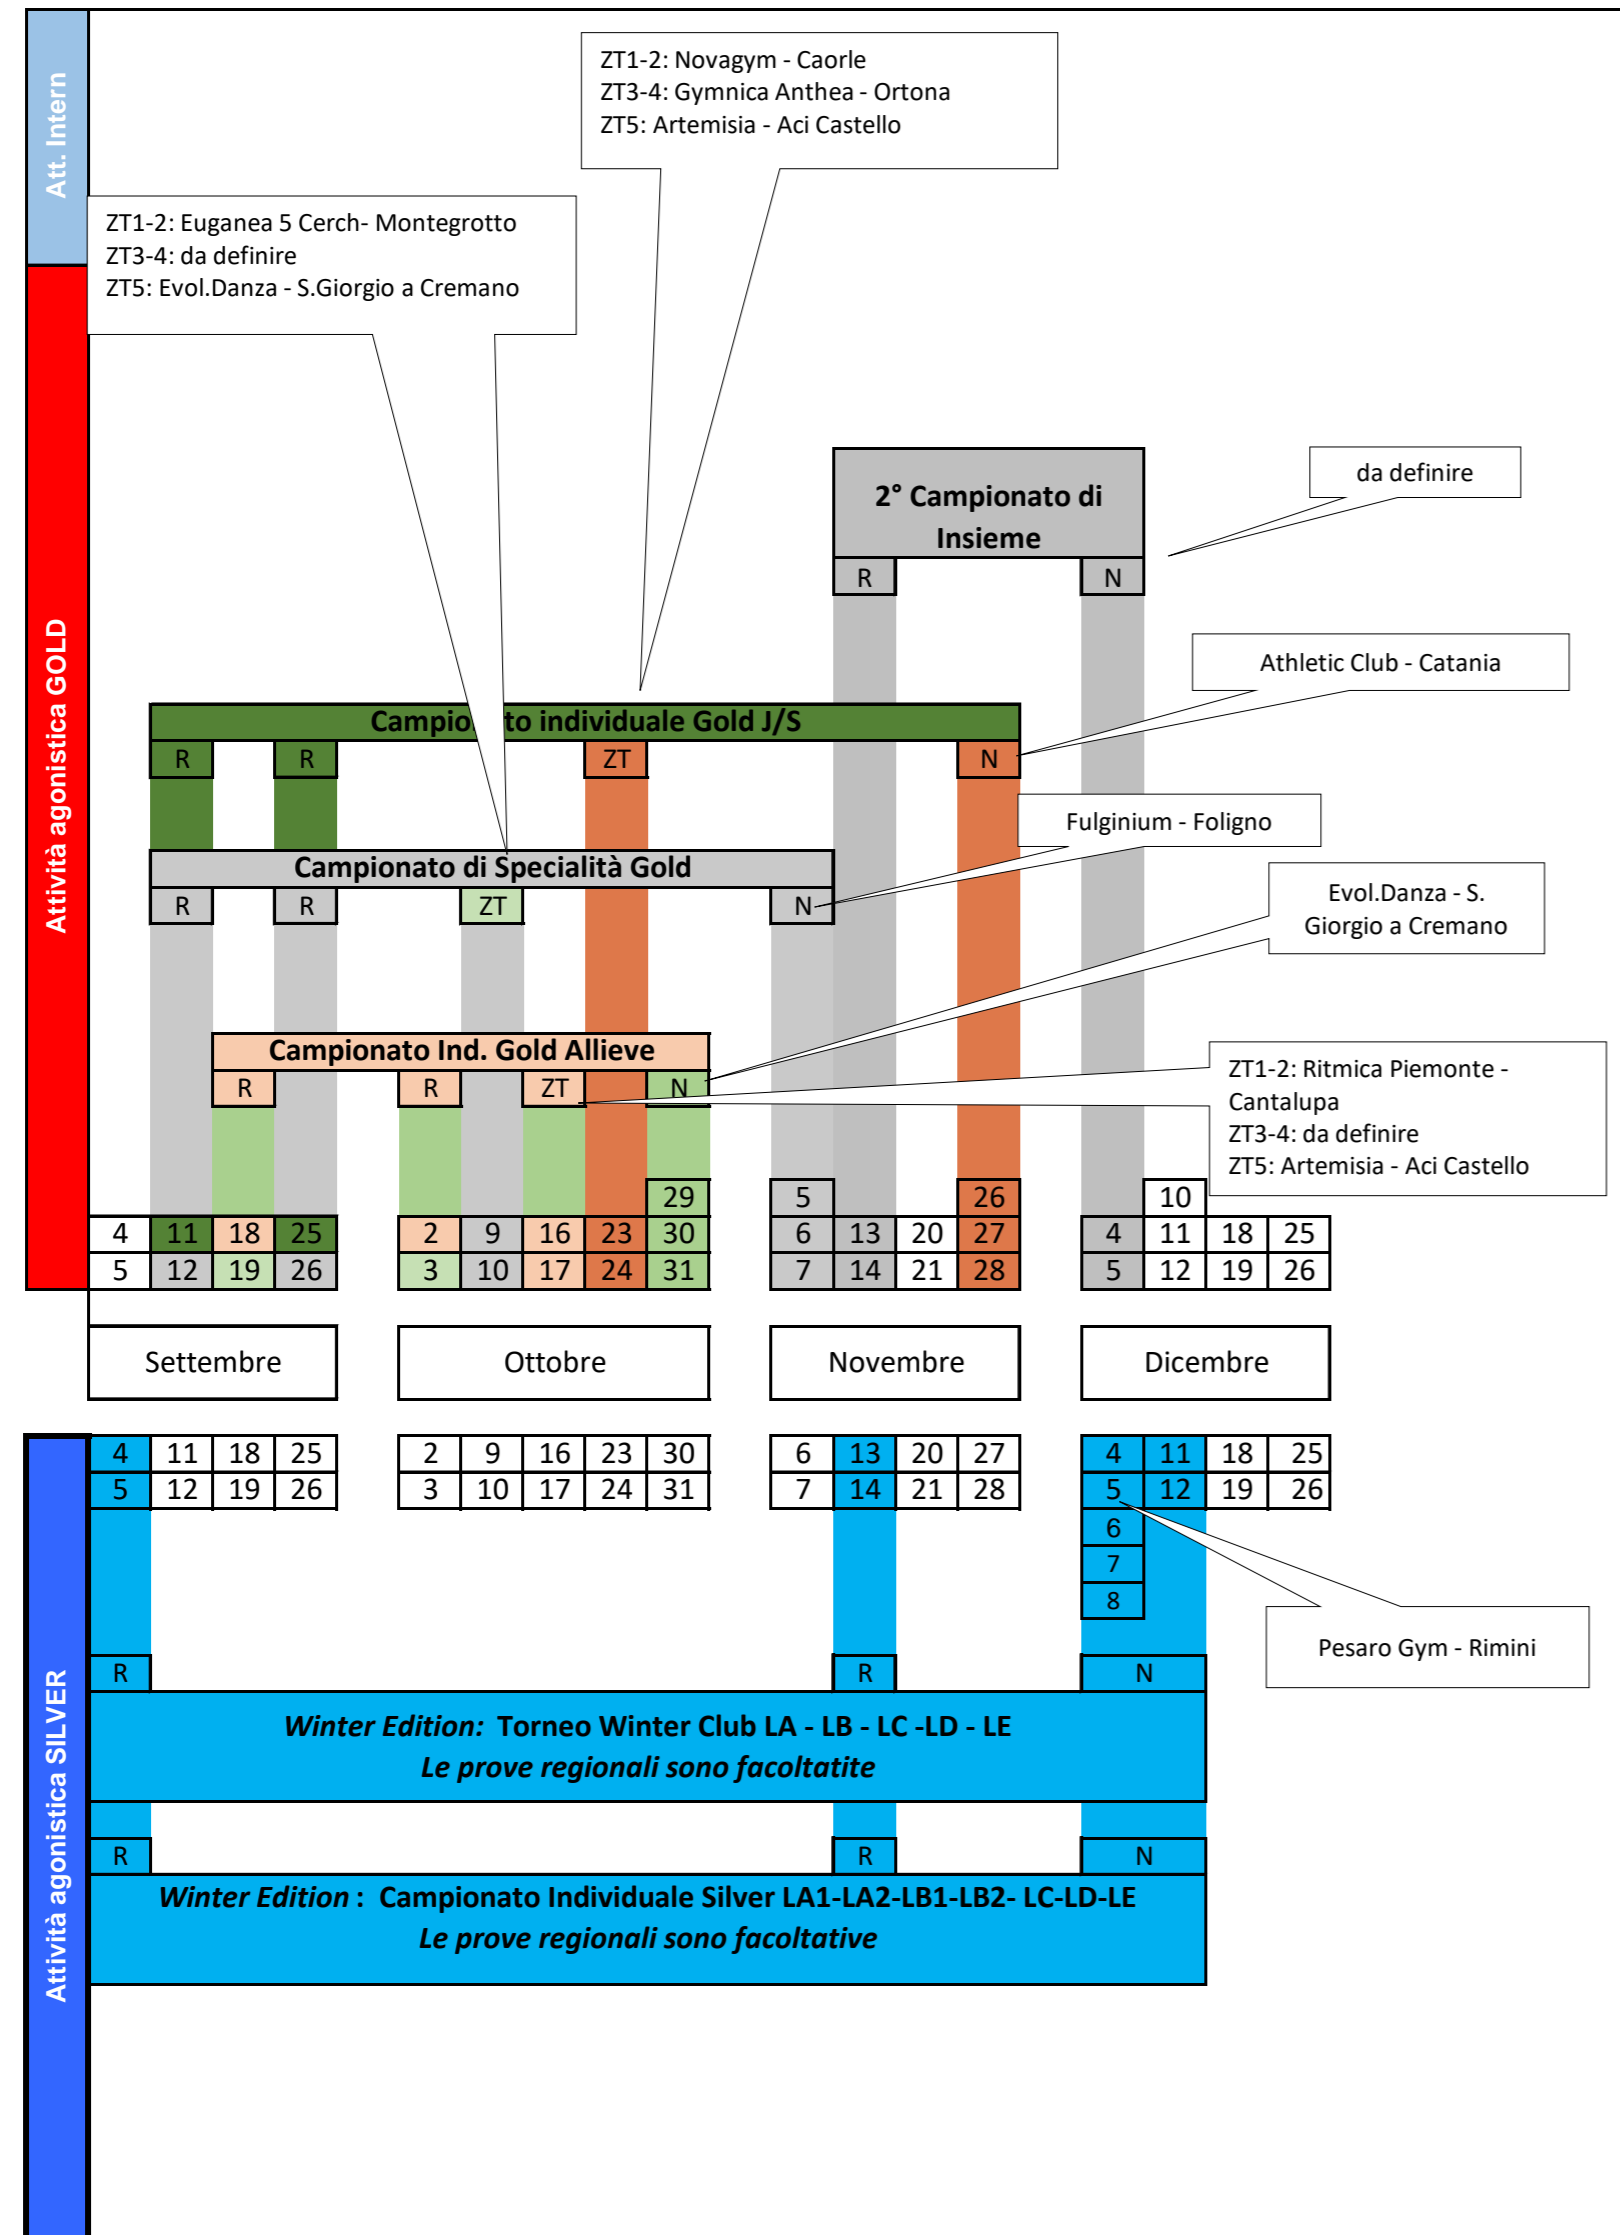 Att. Intern
ZT1-2: Novagym - Caorle
ZT3-4: Gymnica Anthea - Ortona
ZT5: Artemisia - Aci Castello
ZT1-2: Euganea 5 Cerch- Montegrotto
ZT3-4: da definire
ZT5: Evol.Danza - S.Giorgio a Cremano
Attività agonistica GOLD
2° Campionato di
Insieme
R N
da definire
Athletic Club - Catania
Campio to individuale Gold J/S
R R ZT N
Fulginium - Foligno
Campionato di Specialità Gold
R R ZT N
Evol.Danza - S.
Giorgio a Cremano
Campionato Ind. Gold Allieve
R R ZT N
ZT1-2: Ritmica Piemonte -
Cantalupa
ZT3-4: da definire
ZT5: Artemisia - Aci Castello
29 5 26 10
4 11 18 25 2 9 16 23 30 6 13 20 27 4 11 18 25
5 12 19 26 3 10 17 24 31 7 14 21 28 5 12 19 26
Settembre Ottobre Novembre Dicembre
Attività agonistica SILVER
4 11 18 25 2 9 16 23 30 6 13 20 27 4 11 18 25
5 12 19 26 3 10 17 24 31 7 14 21 28 5 12 19 26
6
7
8
Pesaro Gym - Rimini
R R N
Winter Edition: Torneo Winter Club LA - LB - LC -LD - LE
Le prove regionali sono facoltatite
R R N
Winter Edition : Campionato Individuale Silver LA1-LA2-LB1-LB2- LC-LD-LE
Le prove regionali sono facoltative